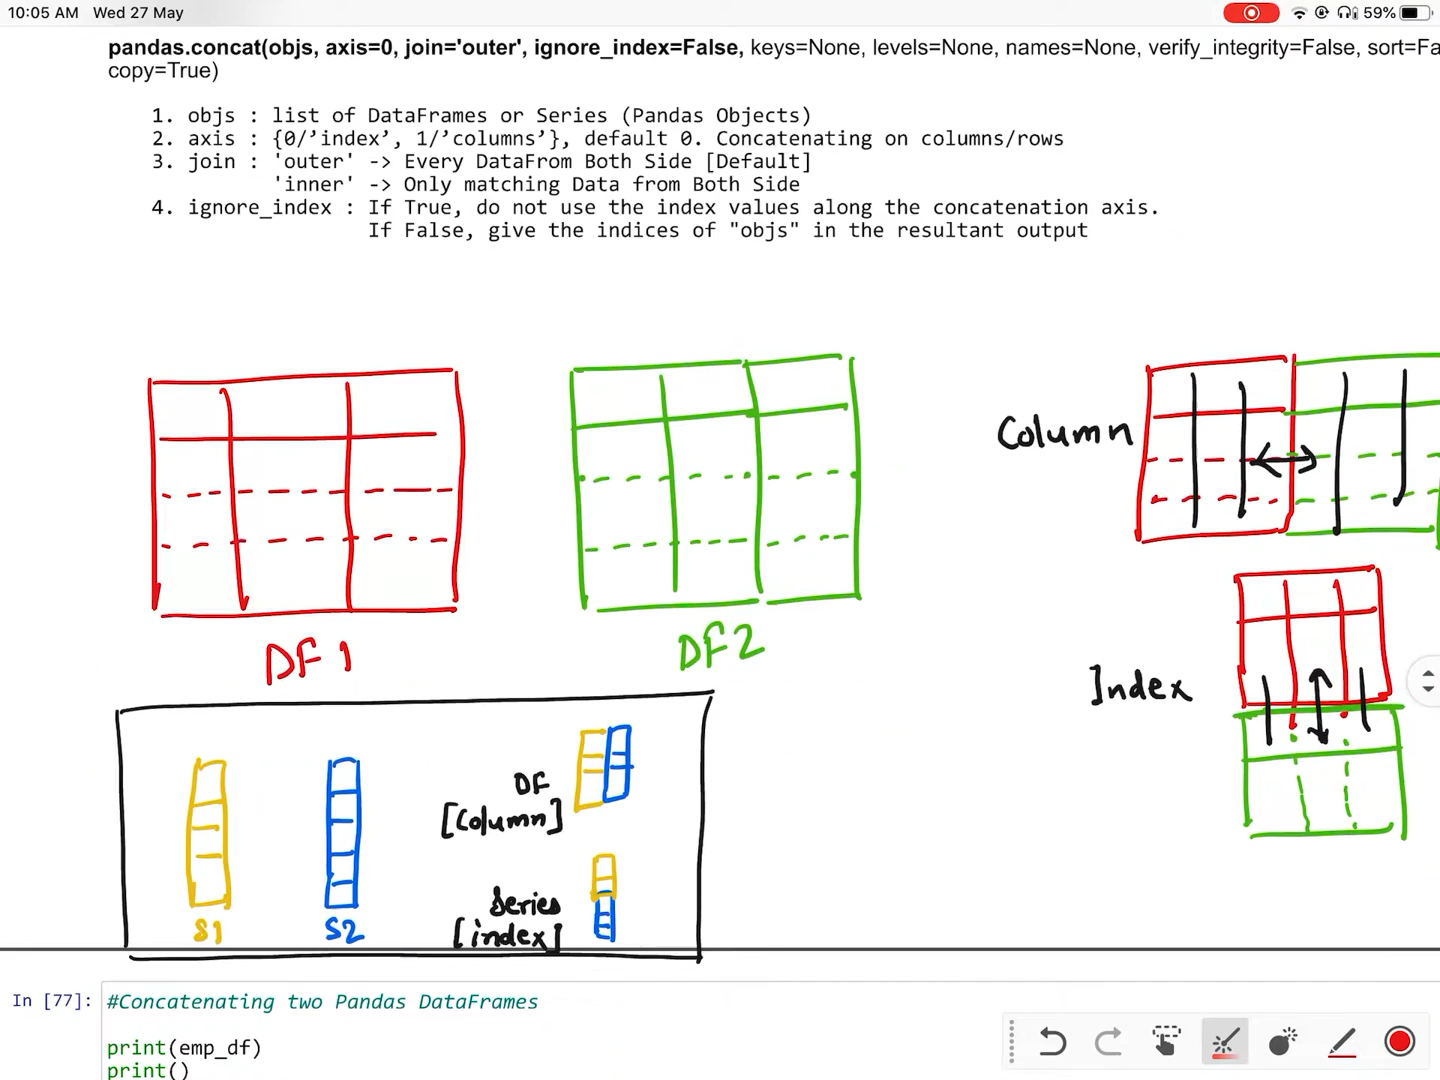 10:05 AM Wed 27 May
59%
pandas.concat(objs, axis=0, join='outer', ignore_index=False, keys=None, levels=None, names=None, verify_integrity=False, sort=Fa
copy=True)
1. objs : list of DataFrames or Series (Pandas Objects)
2. axis : {0/’index’, 1/’columns’}, default 0. Concatenating on columns/rows
3. join : 'outer' -> Every DataFrom Both Side [Default]
'inner' -> Only matching Data from Both Side
4. ignore_index : If True, do not use the index values along the concatenation axis.
If False, give the indices of "objs" in the resultant output
Column
DF 1
DF2
Index
DF
[Column]
Series
[index]
S1
S2
In [77]: #Concatenating two Pandas DataFrames
print(emp_df)
print()